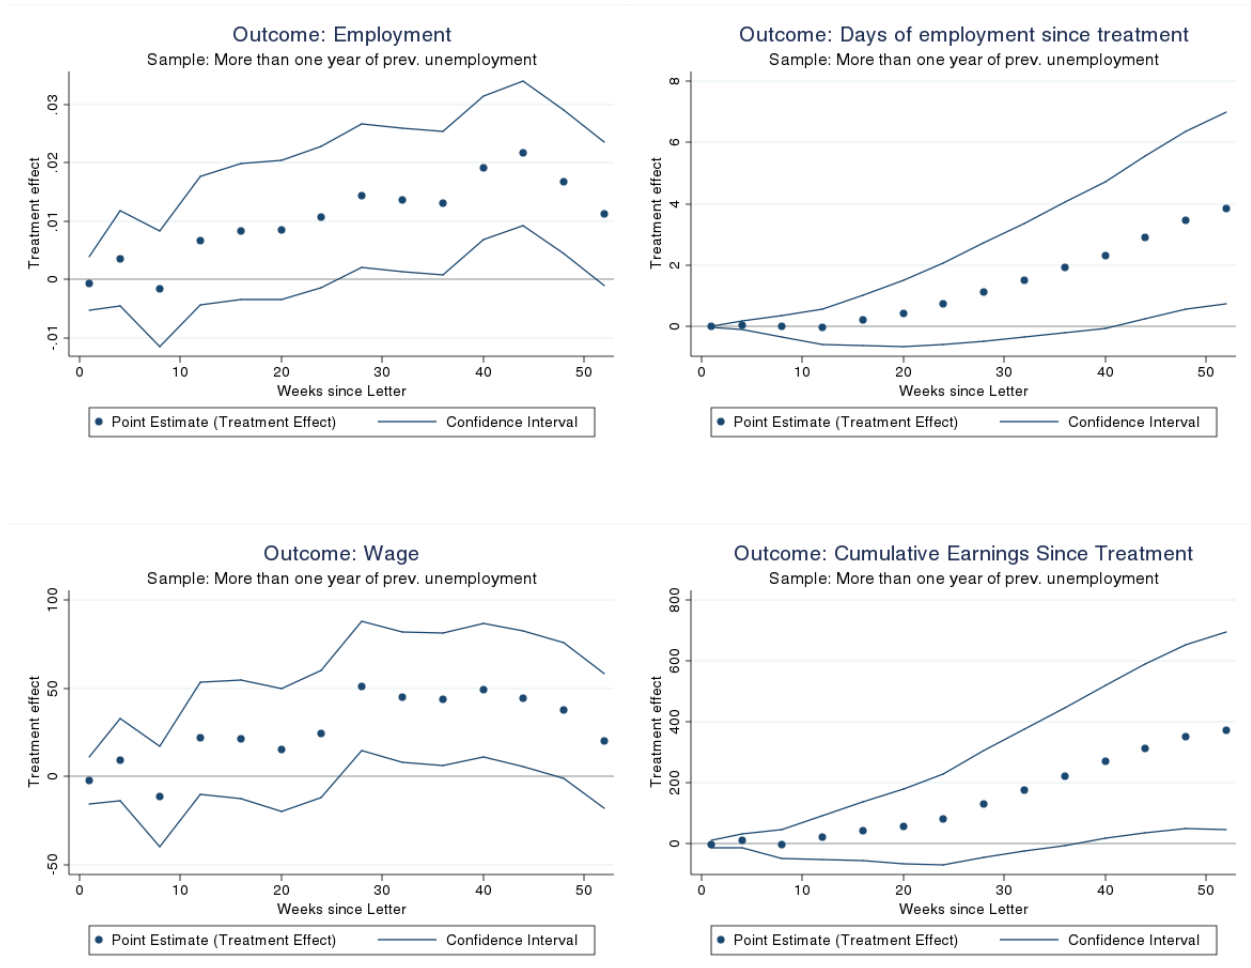 Outcome: Employment
Sample: More than one year of prev. unemployment
Treatment effect
.03
.02
.01
0
-.01
0 10 20 30 40 50
Weeks since Letter
Point Estimate (Treatment Effect) Confidence Interval
Outcome: Days of employment since treatment
Sample: More than one year of prev. unemployment
Treatment effect
8
6
4
2
0
0 10 20 30 40 50
Weeks since Letter
Point Estimate (Treatment Effect) Confidence Interval
Outcome: Wage
Sample: More than one year of prev. unemployment
Treatment effect
100
50
0
-50
0 10 20 30 40 50
Weeks since Letter
Point Estimate (Treatment Effect) Confidence Interval
Outcome: Cumulative Earnings Since Treatment
Sample: More than one year of prev. unemployment
Treatment effect
800
600
400
200
0
0 10 20 30 40 50
Weeks since Letter
Point Estimate (Treatment Effect) Confidence Interval